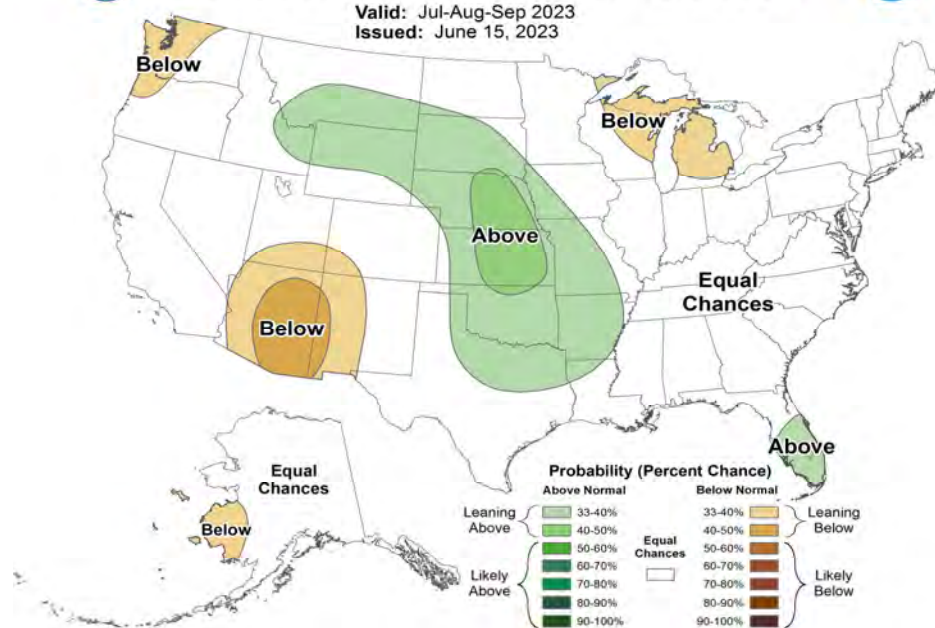 Valid: Jul-Aug-Sep 2023
Issued: June 15, 2023
Below
Below
Above
Equal
Chances
Below
Above
Equal
Chances
Below
Probability (Percent Chance)
Above Normal
Below Normal
Leaning
Above
33-40%
40-50%
Likely
Above
50-60%
60-70%
70-80%
80-90%
90-100%
Equal
Chances
33-40%
40-50%
Leaning
Below
50-60%
60-70%
70-80%
80-90%
90-100%
Likely
Below